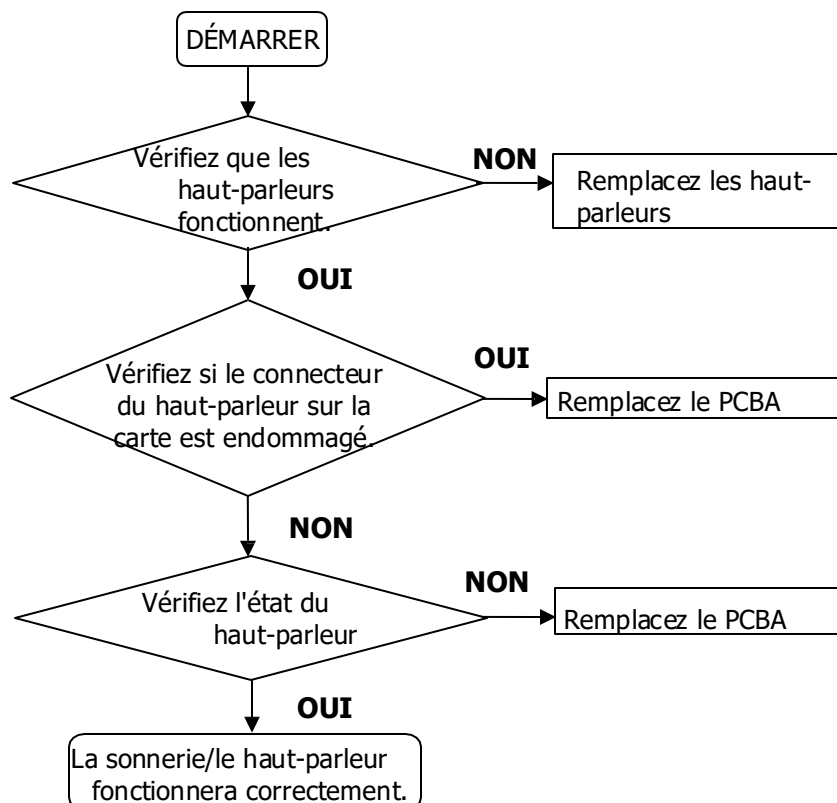 DÉMARRER
Vérifiez que les
haut-parleurs
fonctionnent.
NON
Remplacez les haut-
parleurs
OUI
Vérifiez si le connecteur
du haut-parleur sur la
carte est endommagé.
OUI
Remplacez le PCBA
NON
Vérifiez l'état du
haut-parleur
NON
Remplacez le PCBA
OUI
La sonnerie/le haut-parleur
fonctionnera correctement.